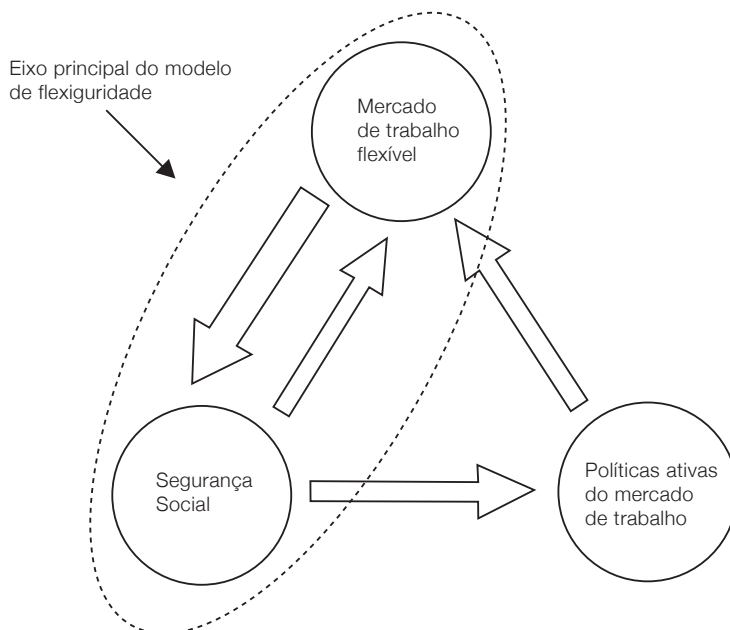 Eixo principal do modelo
de flexiguridade
Mercado
de trabalho
flexível
Segurança
Social
Políticas ativas
do mercado
de trabalho